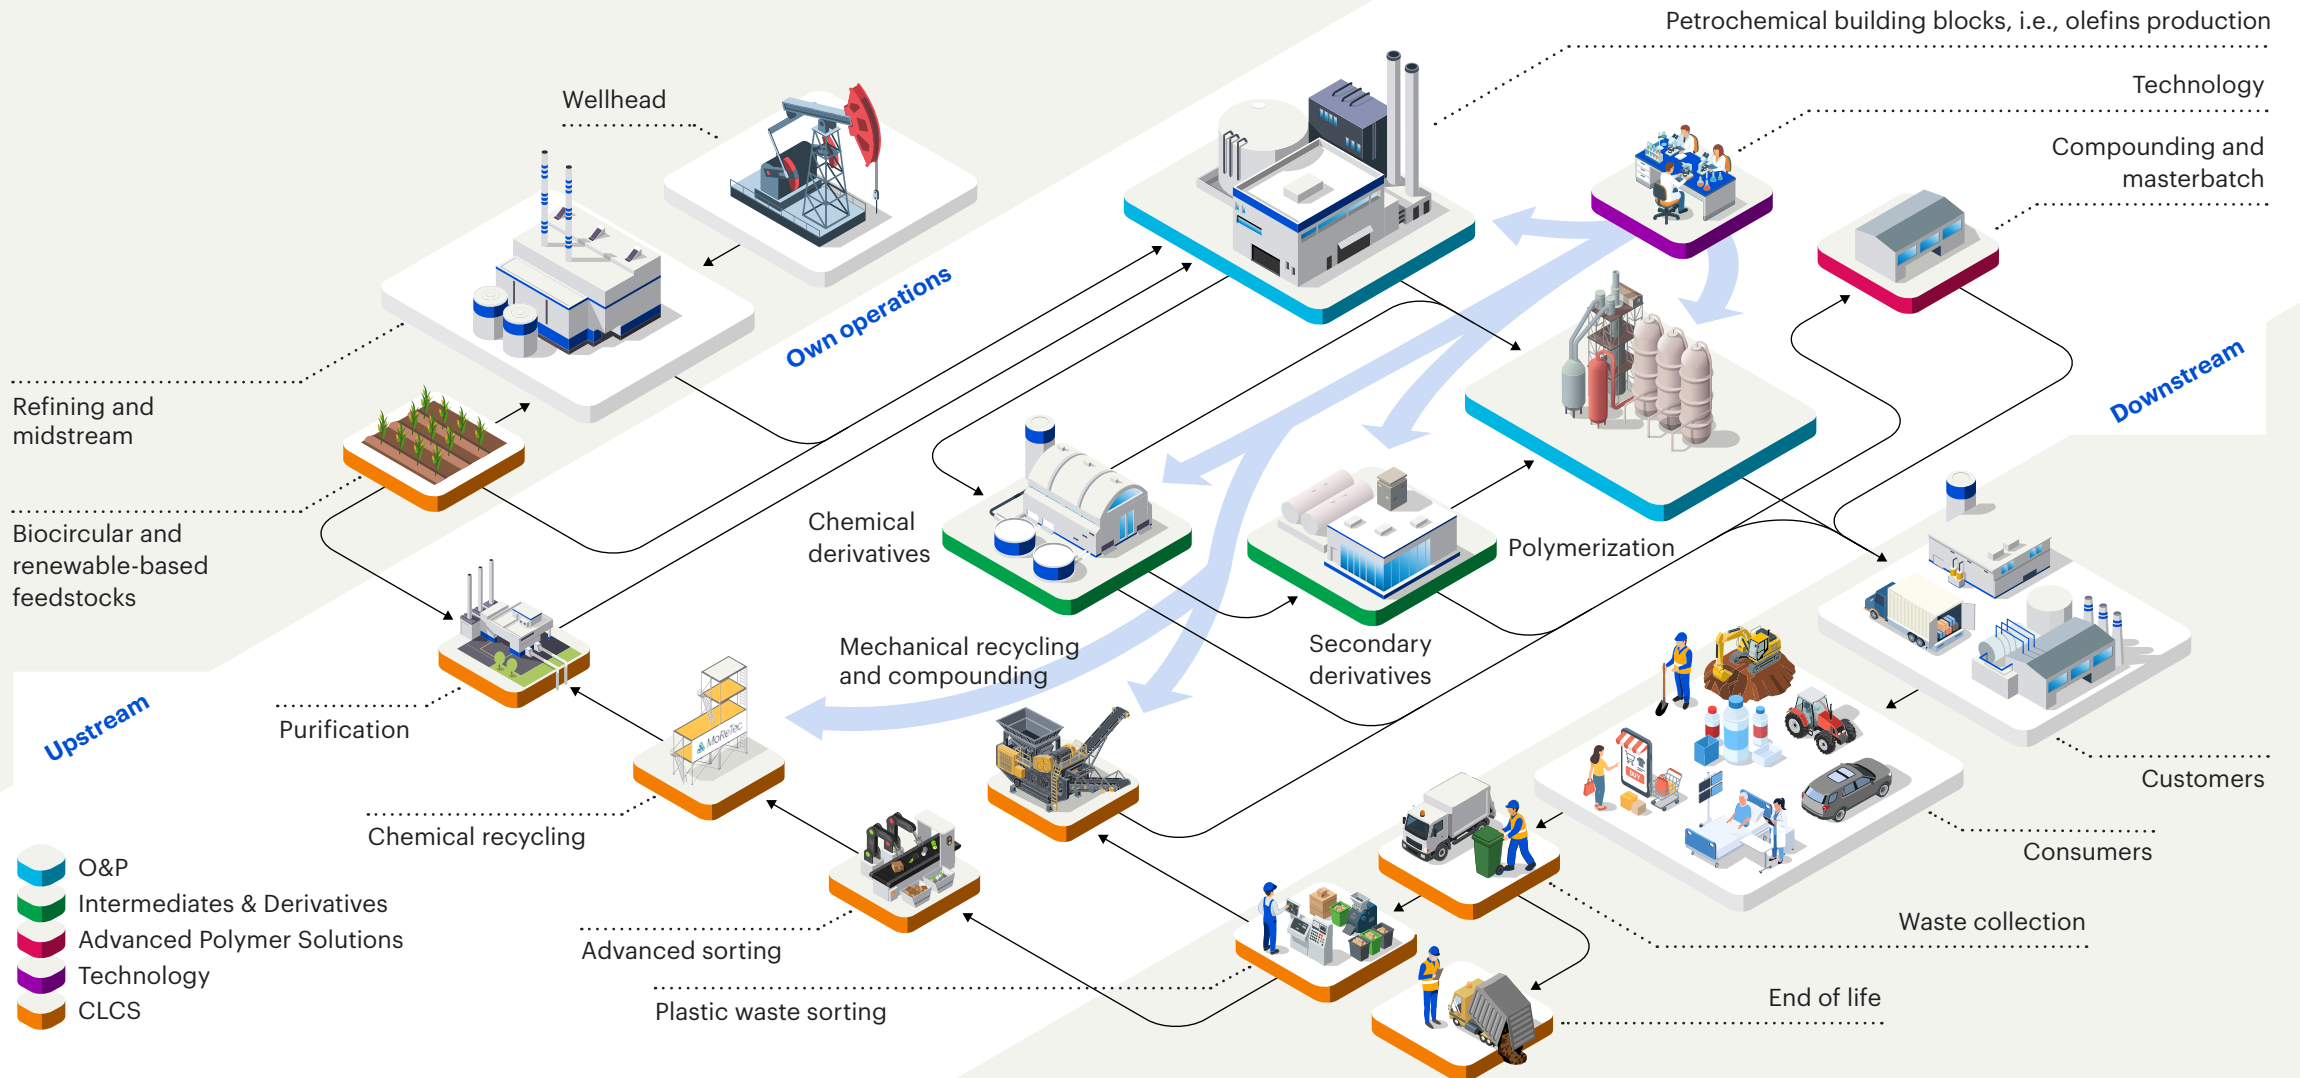 Petrochemical building blocks, i.e., olefins production
Technology
Compounding and
masterbatch
Wellhead
Own operations
Downstream
Refining and
midstream
Biocircular and
renewable-based
feedstocks
Chemical
derivatives
Polymerization
Mechanical recycling
and compounding
Secondary
derivatives
Upstream
Purification
MoReTec
BUY
Customers
Chemical recycling
Consumers
Advanced sorting
Waste collection
Plastic waste sorting
End of life
O&P
Intermediates & Derivatives
Advanced Polymer Solutions
Technology
CLCS